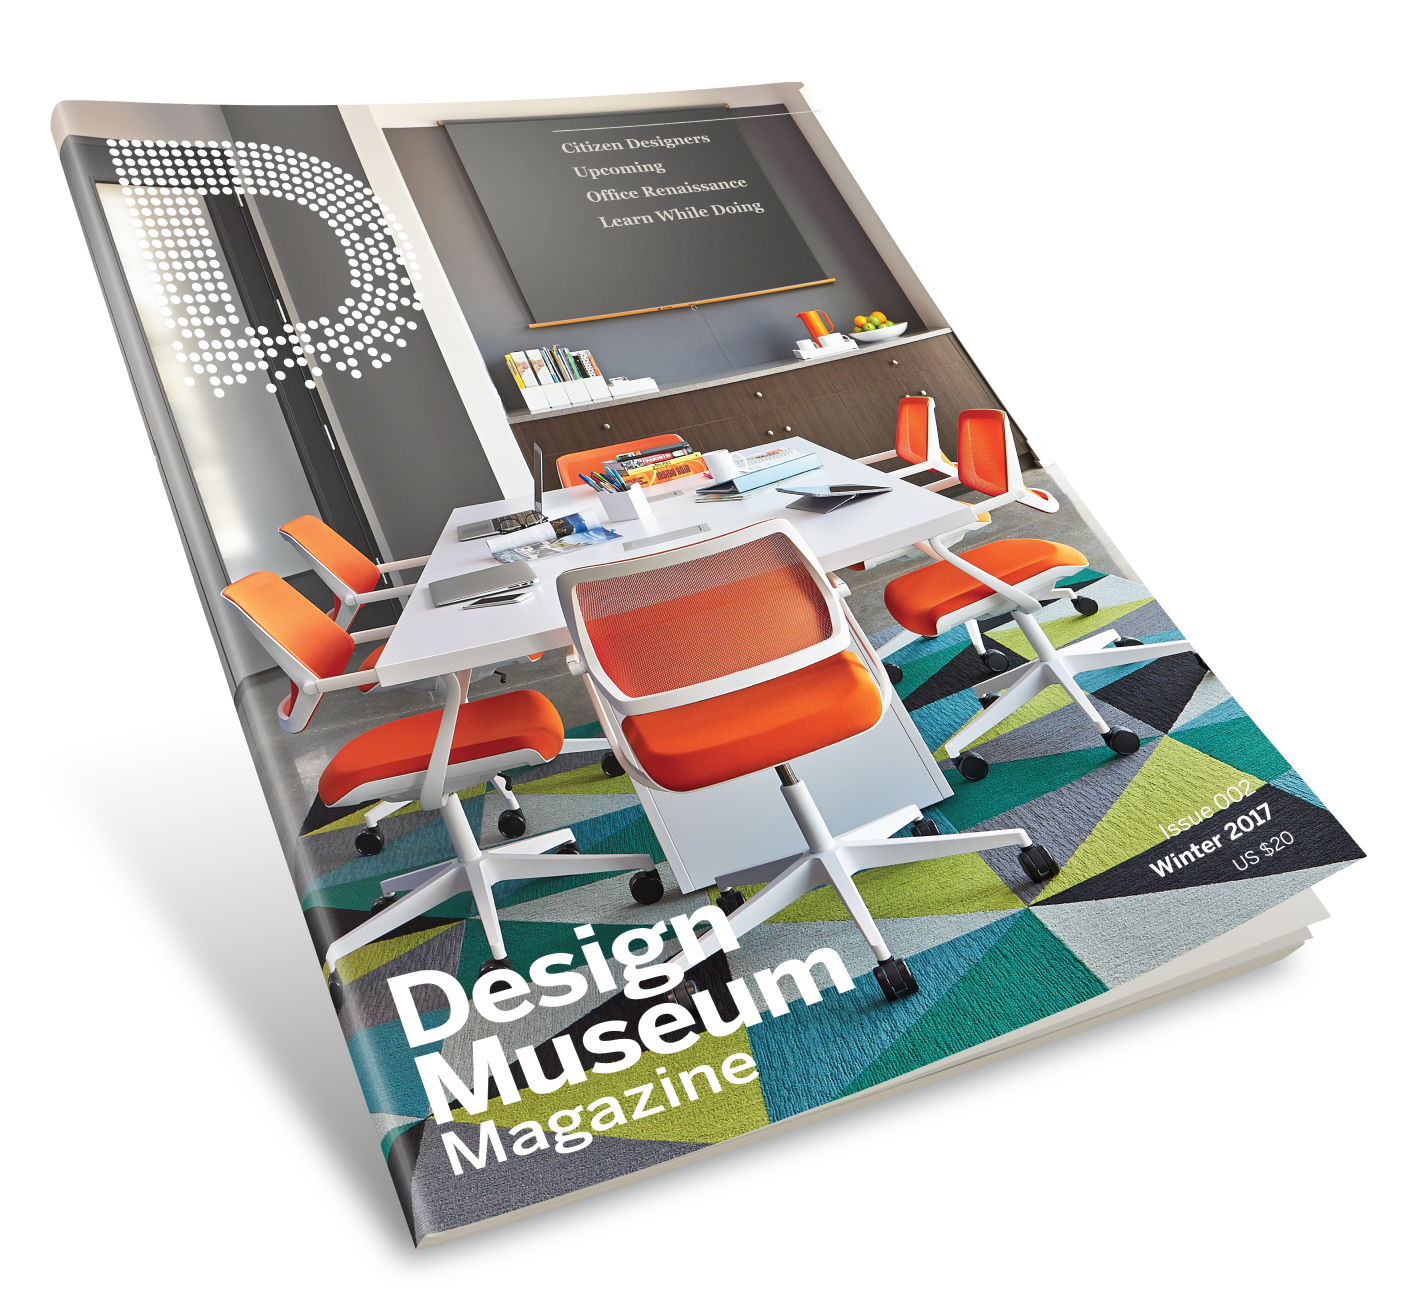 D
Citizen Designers
Upcoming
Office Renaissance
Learn While Doing
Issue 002
Winter 2017
US $20
Design
Museum
Magazine